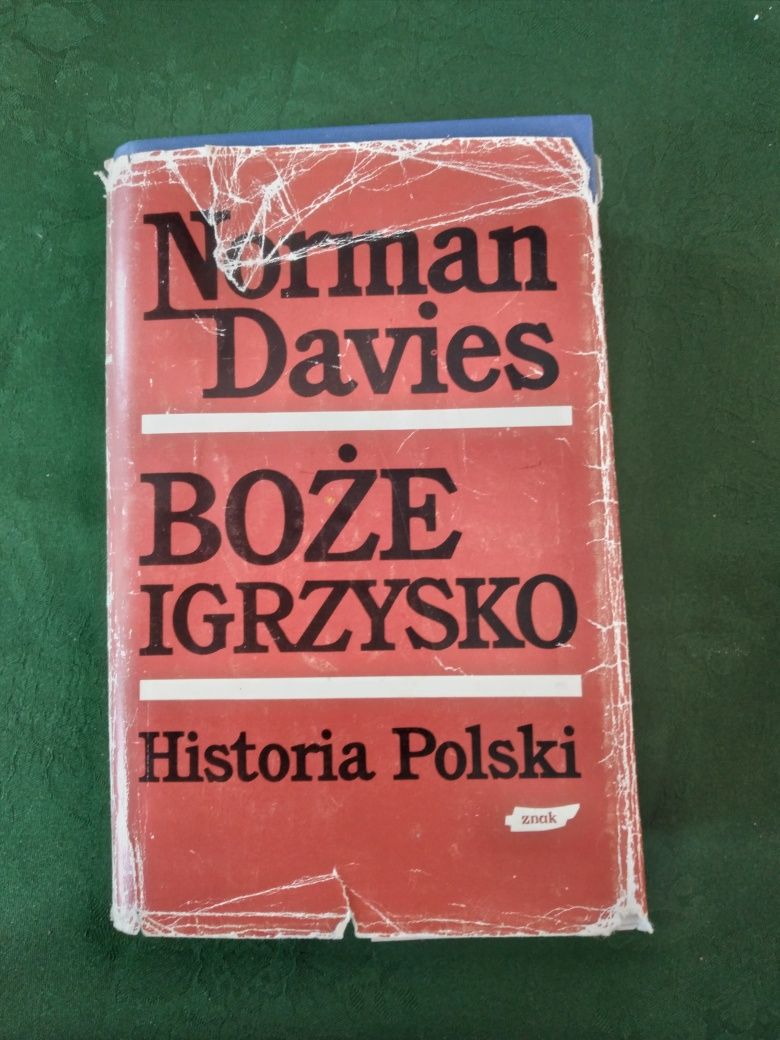 Norman
Davies
BOŻE
IGRZYSKO
Historia Polski
znak